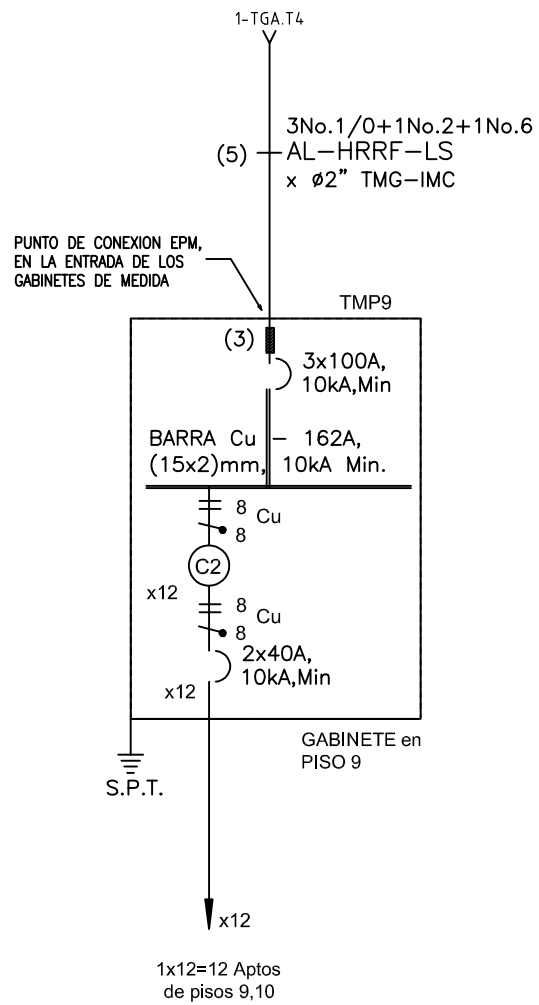 1-TGA.T4
3No.1/0+1No.2+1No.6
(5) AL-HRRF-LS
x ø2" TMG-IMC
PUNTO DE CONEXION EPM,
EN LA ENTRADA DE LOS
GABINETES DE MEDIDA
TMP9
(3)
3x100A,
10kA,Min
BARRA Cu - 162A,
(15x2)mm, 10kA Min.
8
Cu
8
C2
x12
8
Cu
8
2x40A,
10kA,Min
x12
GABINETE en
PISO 9
S.P.T.
x12
1x12=12 Aptos
de pisos 9,10